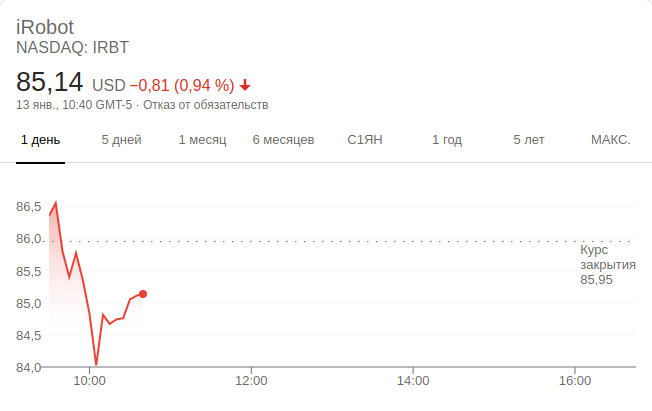 iRobot
NASDAQ: IRBT
85,14 USD −0,81 (0,94 %)
13 янв., 10:40 GMT-5 · Отказ от обязательств
1 день 5 дней 1 месяц 6 месяцев С1ЯН 1 год 5 лет МАКС.
86,5
86,0
Курс
закрытия
85,95
85,5
85,0
84,5
84,0
10:00 12:00 14:00 16:00